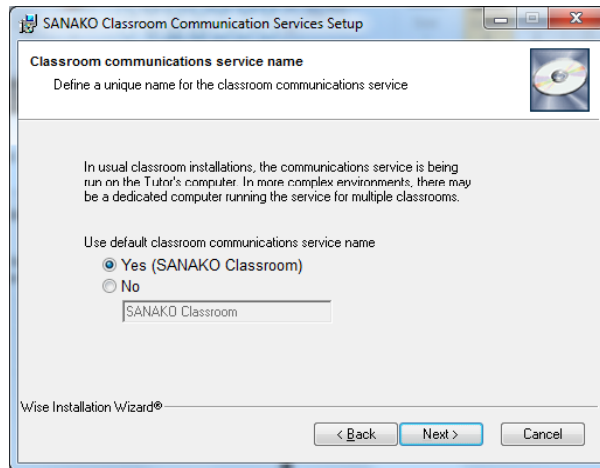 SANAKO Classroom Communication Services Setup
Classroom communications service name
Define a unique name for the classroom communications service
In usual classroom installations, the communications service is being
run on the Tutor's computer. In more complex environments, there may
be a dedicated computer running the service for multiple classrooms.
Use default classroom communications service name
Yes (SANAKO Classroom)
No
SANAKO Classroom
Wise Installation Wizard®
< Back Next > Cancel